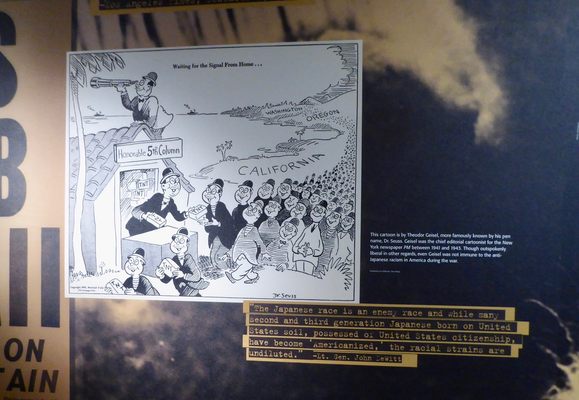 Waiting for the Signal From Home . . .
WASHINGTON
OREGON
CALIFORNIA
Honorable 5th Column
TNT
Dr. Seuss
This cartoon is by Theodor Geisel, more famously known by his pen
name, Dr. Seuss. Geisel was the chief editorial cartoonist for the New
York newspaper PM between 1941 and 1943. Though outspokenly
liberal in other regards, even Geisel was not immune to the anti-
Japanese racism in America during the war.
"The Japanese race is an enemy race and while many
second and third generation Japanese born on United
States soil, possessed of United States citizenship,
have become 'Americanized,' the racial strains are
undiluted." —Lt. Gen. John DeWitt
S
B
II
ON
TAIN